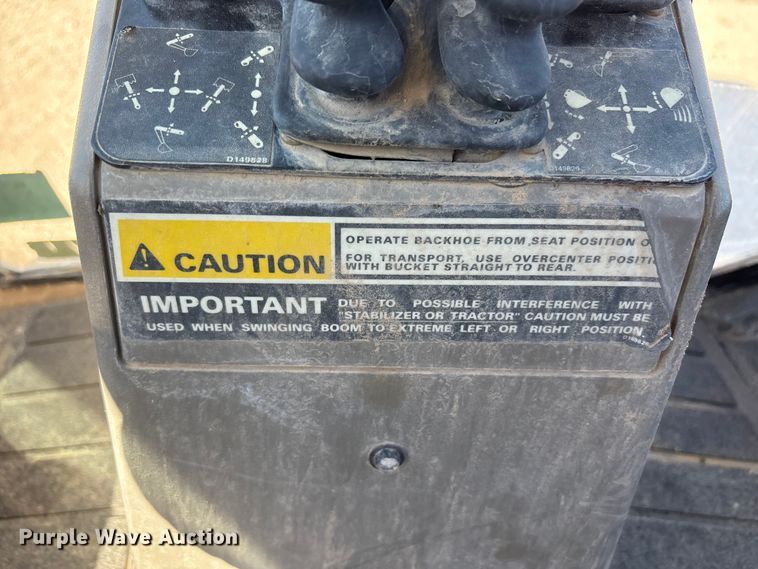 D149828
CAUTION
OPERATE BACKHOE FROM SEAT POSITION
FOR TRANSPORT, USE OVERCENTER
WITH BUCKET STRAIGHT TO REAR.
IMPORTANT DUE TO POSSIBLE INTERFERENCE WITH
"STABILIZER OR TRACTOR" CAUTION MUST BE
USED WHEN SWINGING BOOM TO EXTREME LEFT OR RIGHT POSITION
Purple Wave Auction